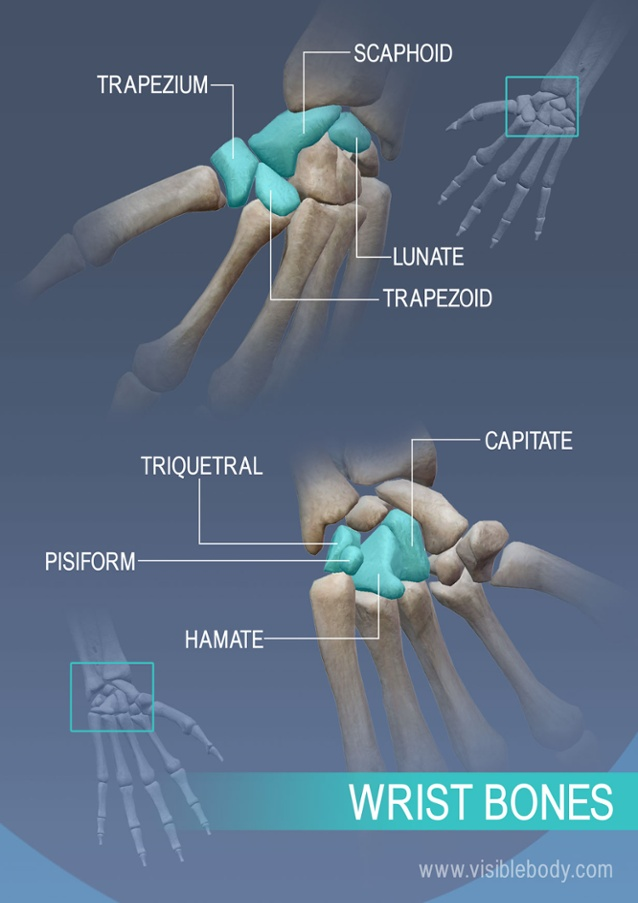 SCAPHOID
TRAPEZIUM
LUNATE
TRAPEZOID
CAPITATE
TRIQUETRAL
PISIFORM
HAMATE
WRIST BONES
www.visiblebody.com